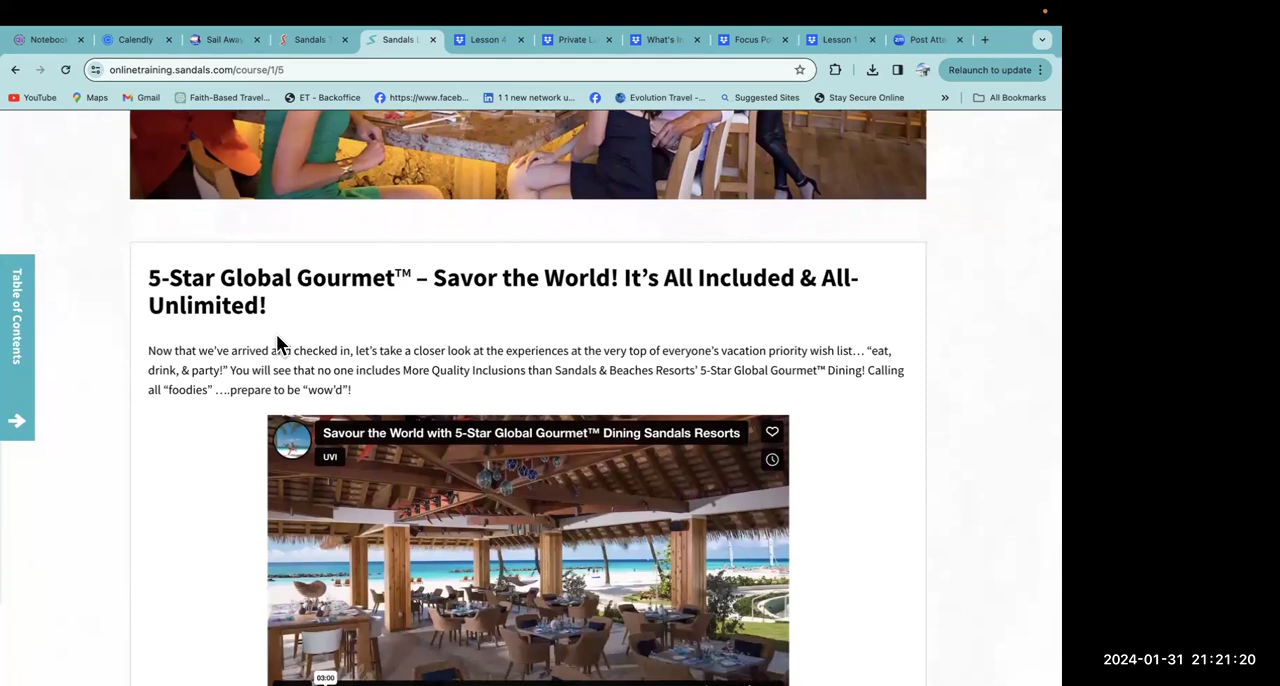 Notebook
Calendly
Sail Away
Sandals T
Sandals L
Lesson 4
Private L
What's In
Focus Po
Lesson 1
Post Atte
onlinetraining.sandals.com/course/1/5
Relaunch to update
YouTube
Maps
Gmail
Faith-Based Travel...
ET - Backoffice
https://www.faceb...
1 1 new network u...
Evolution Travel -...
Suggested Sites
Stay Secure Online
All Bookmarks
Table of Contents
5-Star Global Gourmet™ – Savor the World! It's All Included & All-
Unlimited!
Now that we've arrived and checked in, let's take a closer look at the experiences at the very top of everyone's vacation priority wish list… “eat,
drink, & party!” You will see that no one includes More Quality Inclusions than Sandals & Beaches Resorts' 5-Star Global Gourmet™ Dining! Calling
all “foodies” ….prepare to be “wow'd”!
Savour the World with 5-Star Global Gourmet™ Dining Sandals Resorts
UVI
03:00
2024-01-31 21:21:20